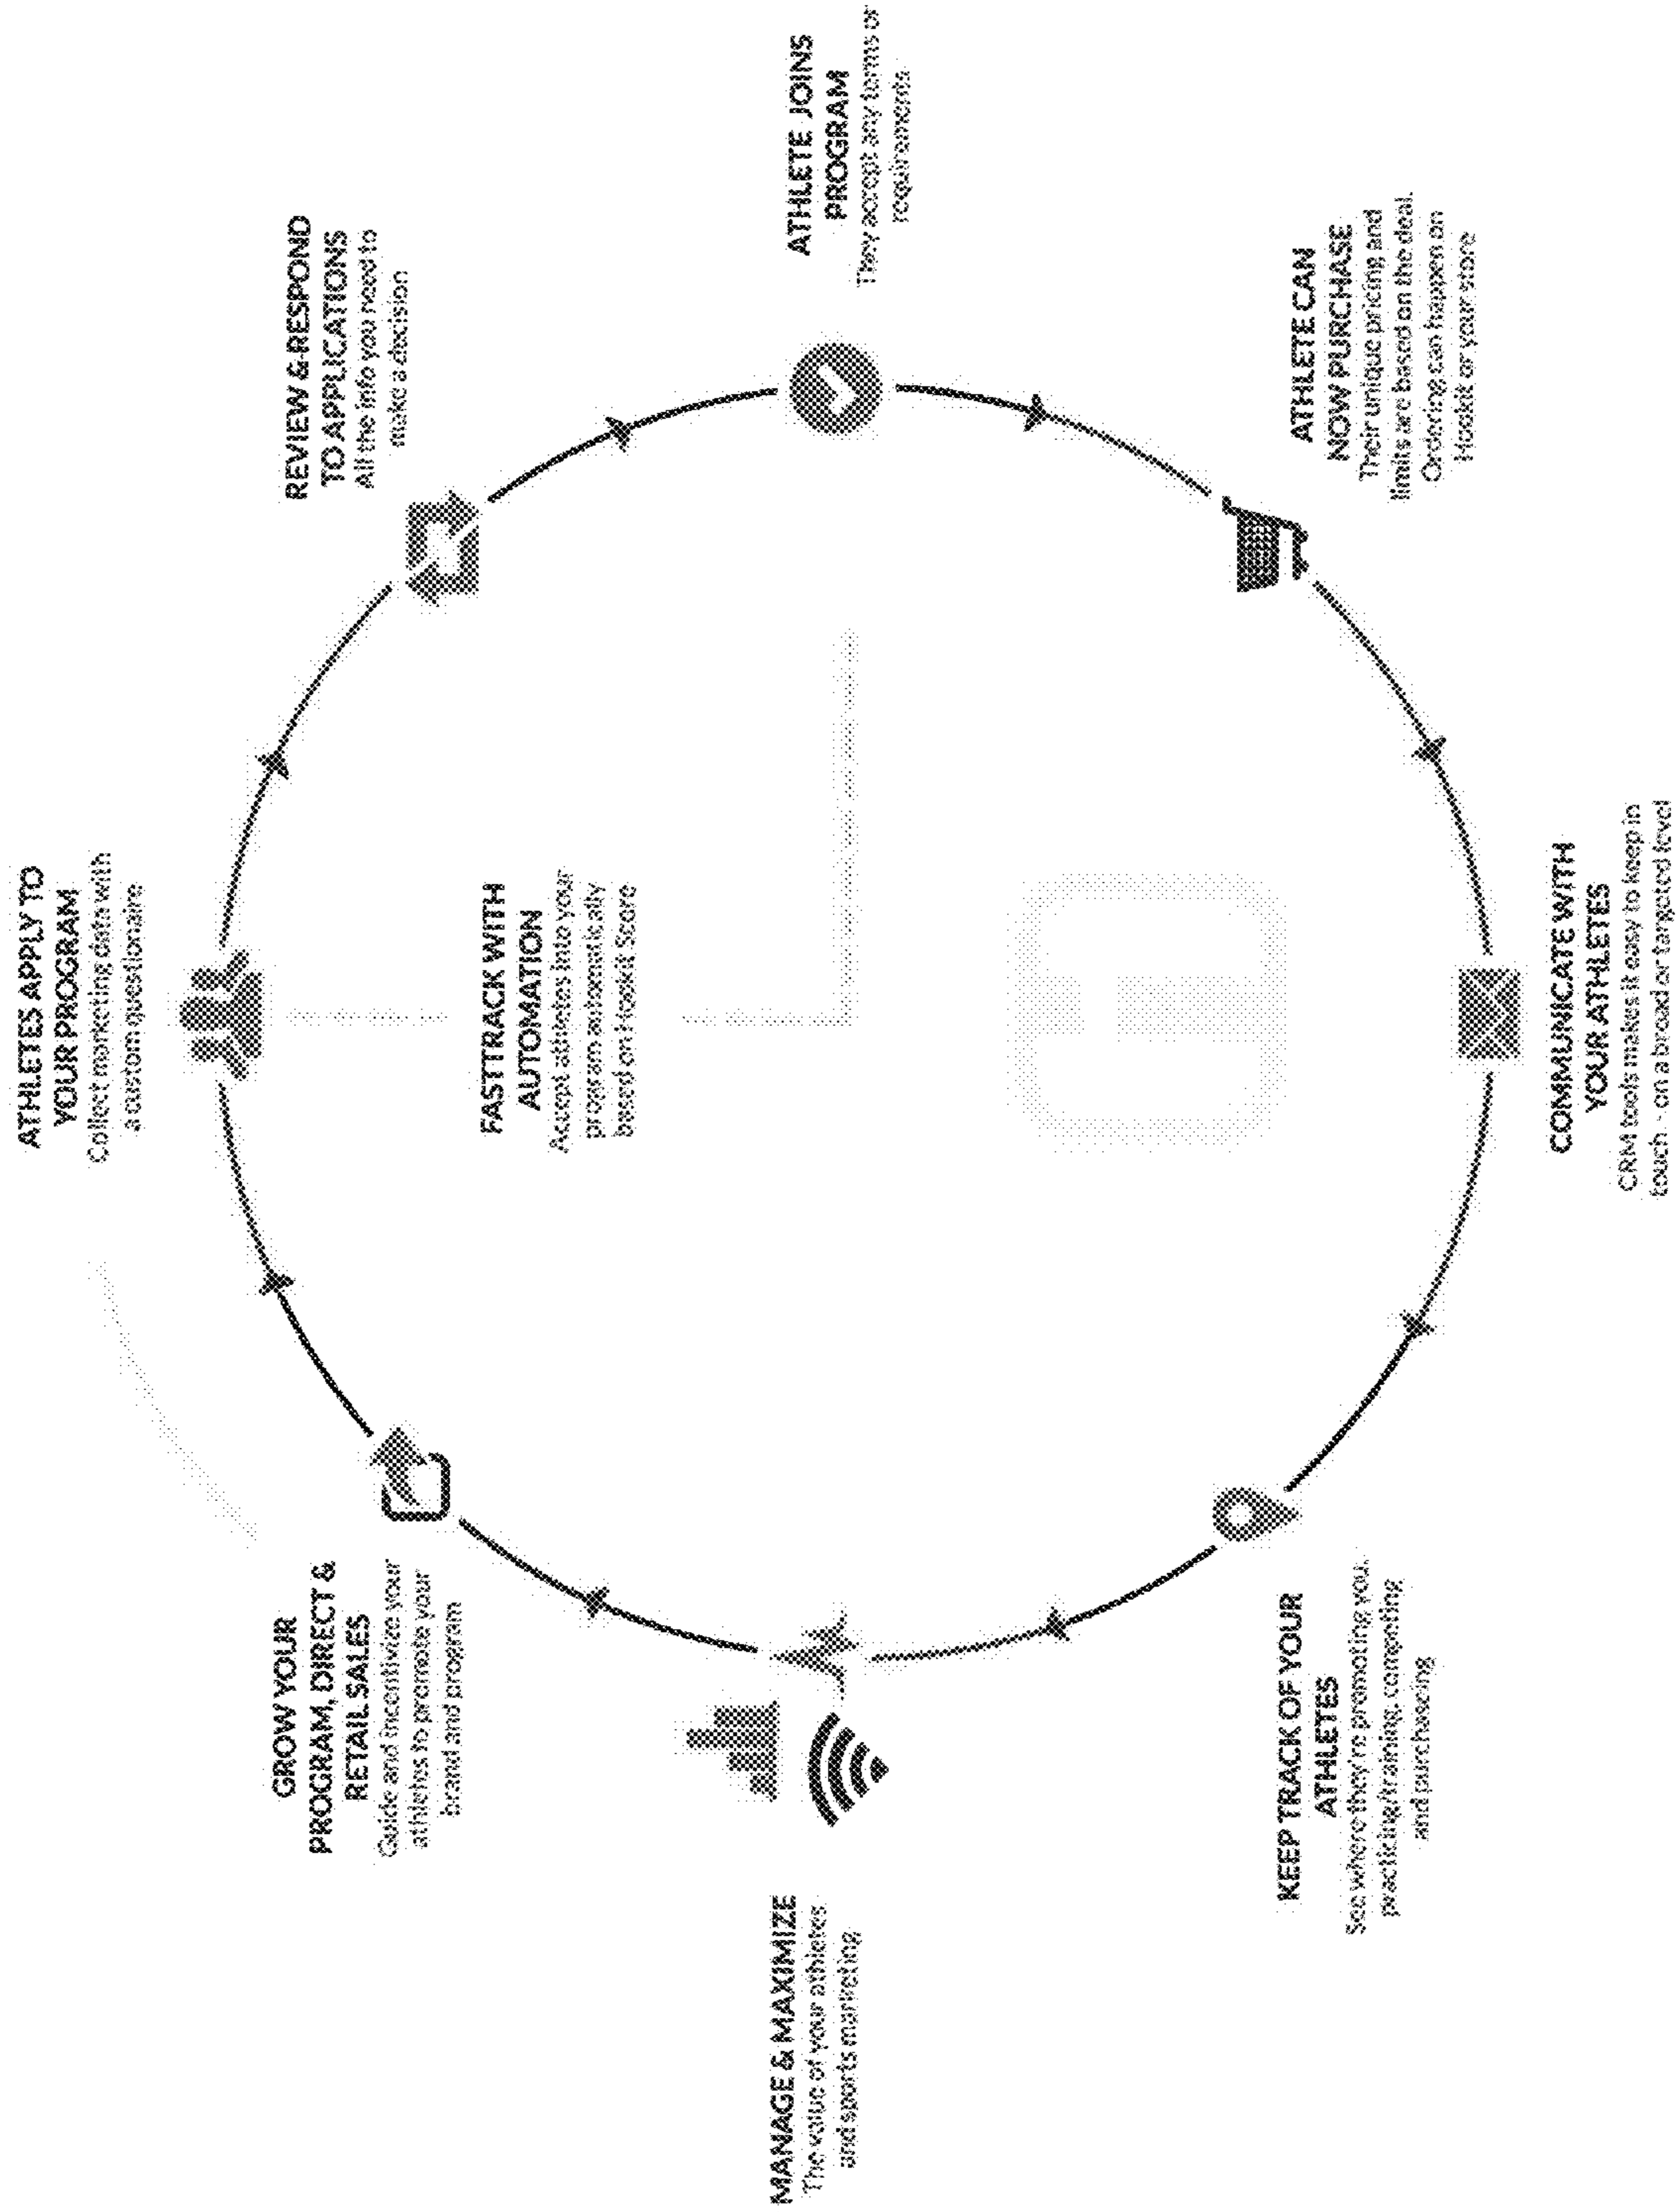 ATHLETES APPLY TO
YOUR PROGRAM
Collect marketing data with
a custom questionaire
REVIEW & RESPOND
TO APPLICATIONS
All the info you need to
make a decision
ATHLETE JOINS
PROGRAM
They accept any terms or
requirements
ATHLETE CAN
NOW PURCHASE
Their unique pricing and
limits are based on the deal.
Ordering can happen on
Hookit or your store
COMMUNICATE WITH
YOUR ATHLETES
CRM tools makes it easy to keep in
touch - on a broad or targeted level
KEEP TRACK OF YOUR
ATHLETES
See where they're promoting you,
practicing/training, competing
and purchasing
MANAGE & MAXIMIZE
The value of your athletes
and sports marketing
GROW YOUR
PROGRAM, DIRECT &
RETAIL SALES
Guide and incentivize your
athletes to promote your
brand and program
FASTTRACK WITH
AUTOMATION
Accept athletes into your
program automatically
based on Hookit Score